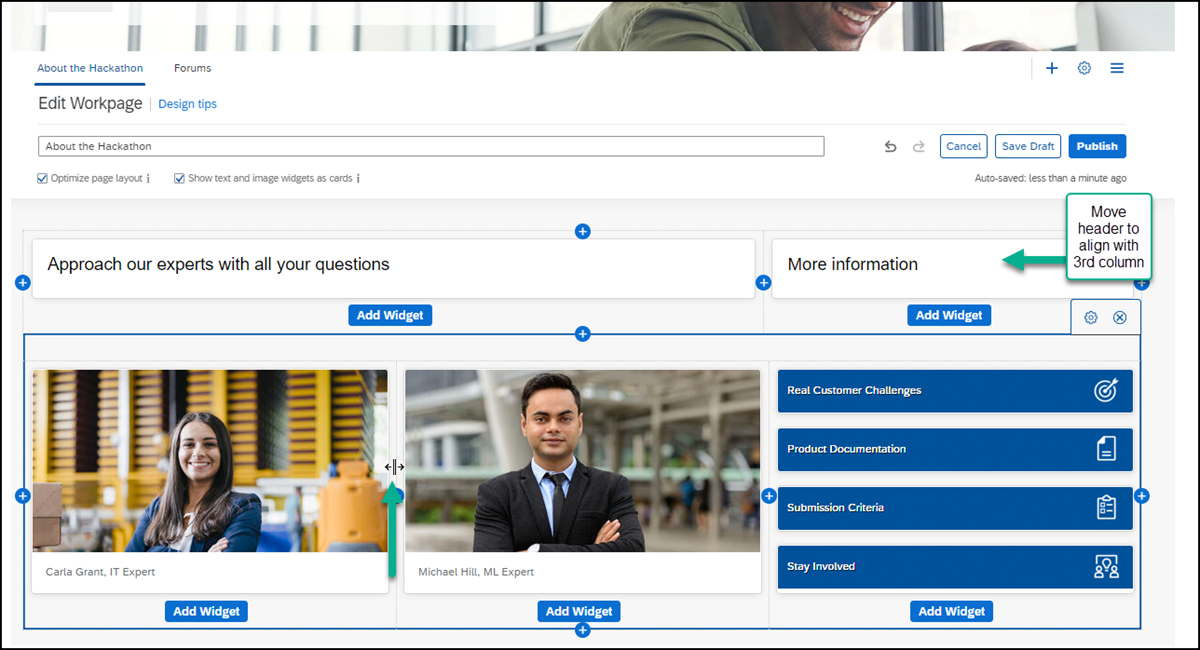 About the Hackathon Forums
Edit Workpage Design tips
About the Hackathon
Cancel Save Draft Publish
Optimize page layout i Show text and image widgets as cards i
Auto-saved: less than a minute ago
Move
header to
align with
3rd column
Approach our experts with all your questions
More information
Add Widget Add Widget
Real Customer Challenges
Product Documentation
Submission Criteria
Stay Involved
Carla Grant, IT Expert
Michael Hill, ML Expert
Add Widget Add Widget Add Widget